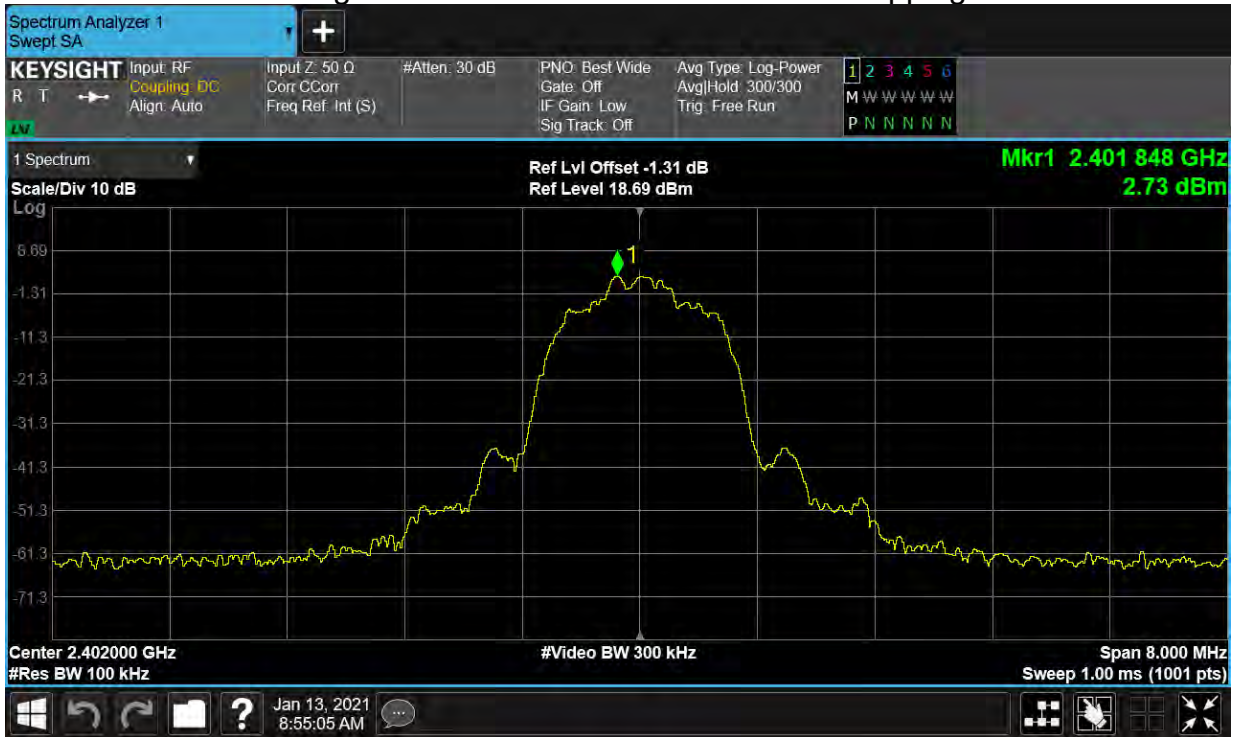 Spectrum Analyzer 1
Swept SA
+
KEYSIGHT
R T
LNI
Input: RF
Coupling: DC
Align: Auto
Input Z: 50 Ω
Corr CCorr
Freq Ref: Int (S)
#Atten: 30 dB
PNO: Best Wide
Gate: Off
IF Gain: Low
Sig Track: Off
Avg Type: Log-Power
Avg|Hold: 300/300
Trig: Free Run
1 2 3 4 5 6
M W W W W W
P N N N N N
1 Spectrum
Scale/Div 10 dB
Log
Ref Lvl Offset -1.31 dB
Ref Level 18.69 dBm
Mkr1 2.401 848 GHz
2.73 dBm
8.69
-1.31
-11.3
-21.3
-31.3
-41.3
-51.3
-61.3
-71.3
1
Center 2.402000 GHz
#Res BW 100 kHz
#Video BW 300 kHz
Span 8.000 MHz
Sweep 1.00 ms (1001 pts)
?
Jan 13, 2021
8:55:05 AM